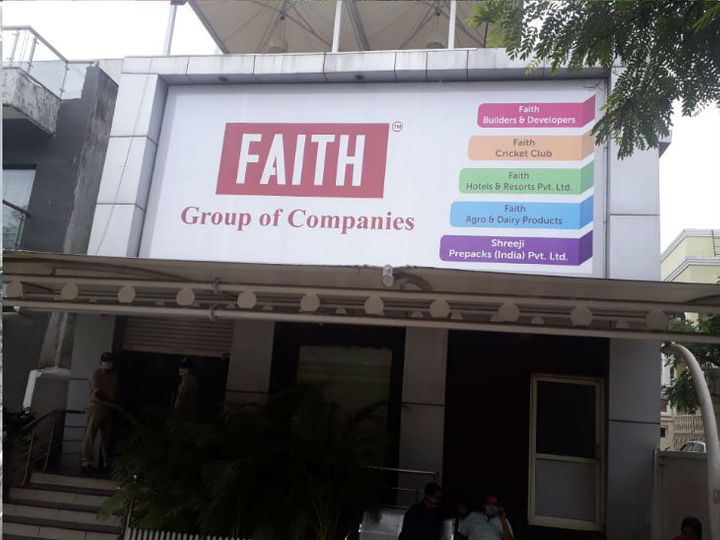 FAITH TM
Group of Companies
Faith
Builders & Developers
Faith
Cricket Club
Faith
Hotels & Resorts Pvt. Ltd.
Faith
Agro & Dairy Products
Shreeji
Prepacks (India) Pvt. Ltd.